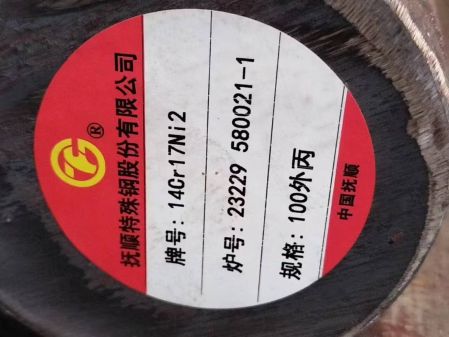 ®
抚顺特殊钢股份有限公司
牌号: 14Cr17Ni2
炉号: 23229 580021-1
规格: 100外丙
中国抚顺